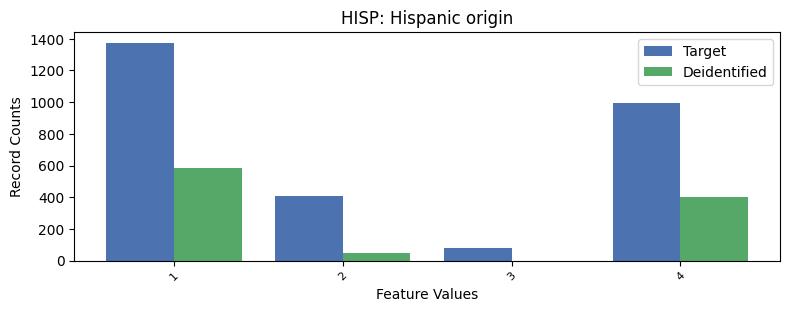 HISP: Hispanic origin
Target
Deidentified
Record Counts
1400
1200
1000
800
600
400
200
0
1
2
3
4
Feature Values